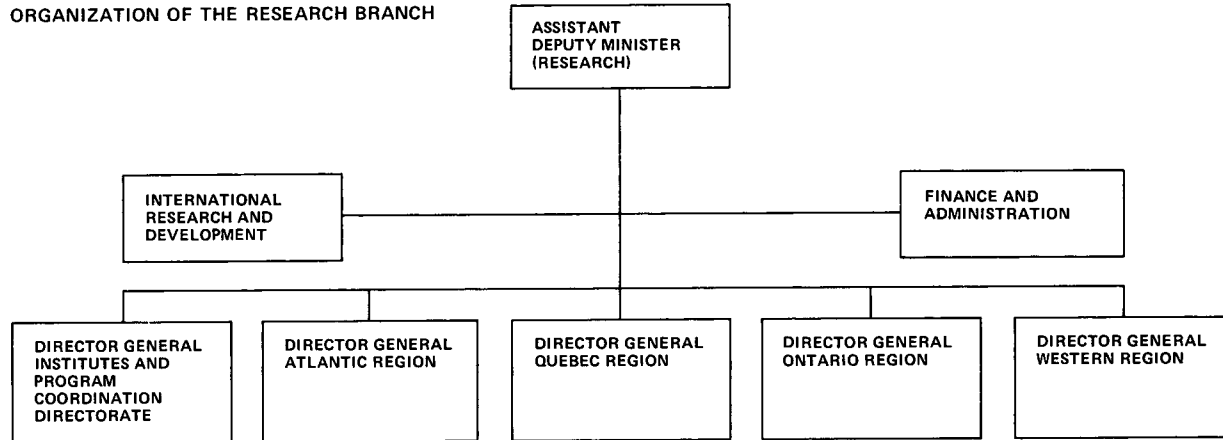 ORGANIZATION OF THE RESEARCH BRANCH
ASSISTANT
DEPUTY MINISTER
(RESEARCH)
INTERNATIONAL
RESEARCH AND
DEVELOPMENT
FINANCE AND
ADMINISTRATION
DIRECTOR GENERAL
INSTITUTES AND
PROGRAM
COORDINATION
DIRECTORATE
DIRECTOR GENERAL
ATLANTIC REGION
DIRECTOR GENERAL
QUEBEC REGION
DIRECTOR GENERAL
ONTARIO REGION
DIRECTOR GENERAL
WESTERN REGION